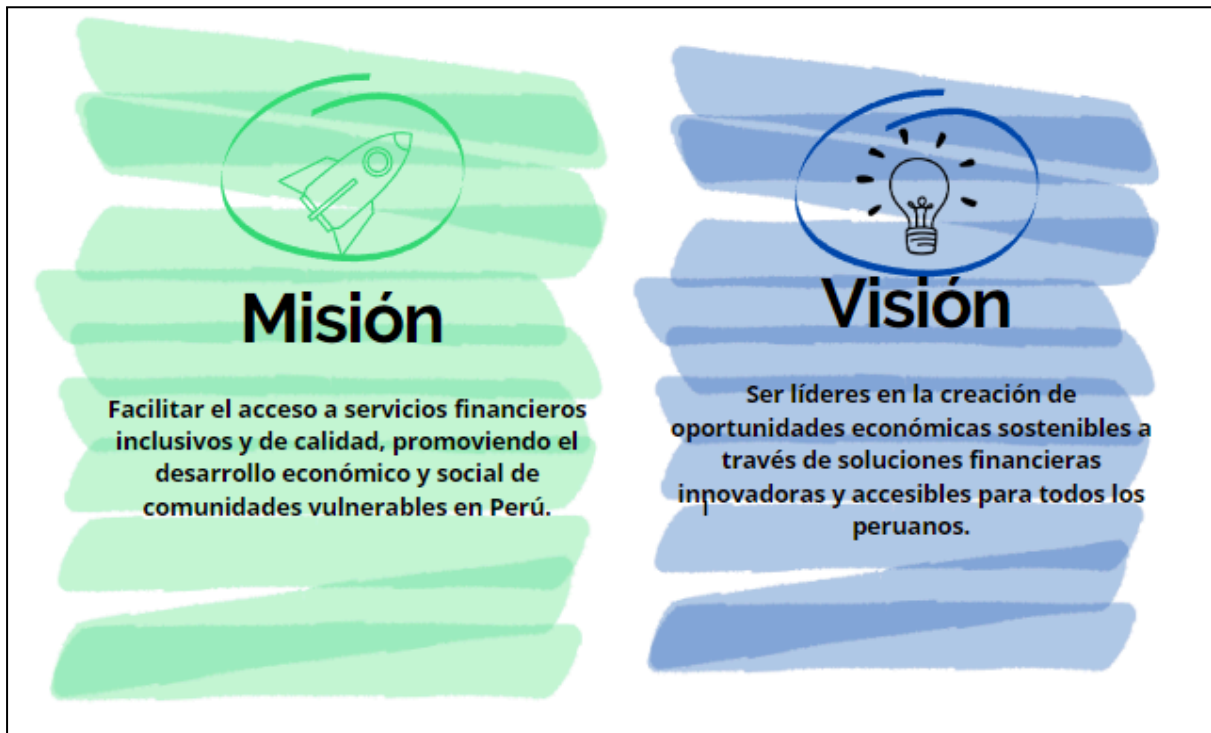 Misión
Facilitar el acceso a servicios financieros
inclusivos y de calidad, promoviendo el
desarrollo económico y social de
comunidades vulnerables en Perú.
Visión
Ser líderes en la creación de
oportunidades económicas sostenibles a
través de soluciones financieras
innovadoras y accesibles para todos los
peruanos.